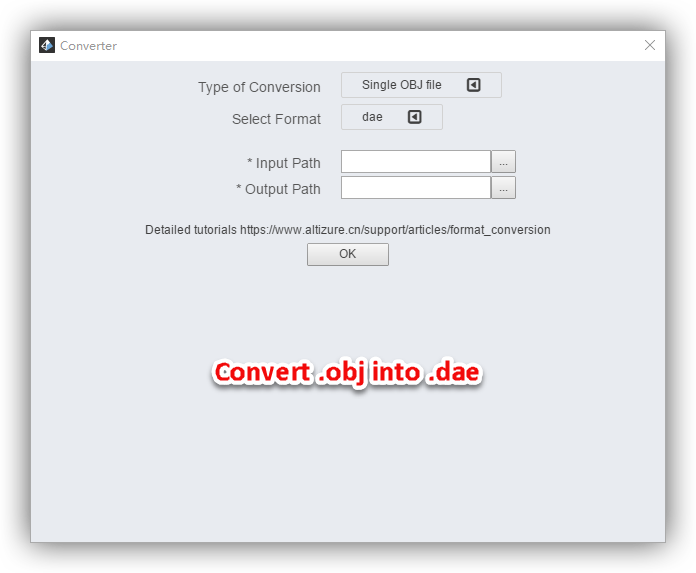 Converter
Type of Conversion Single OBJ file
Select Format dae
* Input Path ...
* Output Path ...
Detailed tutorials https://www.altizure.cn/support/articles/format_conversion
OK
Convert .obj into .dae